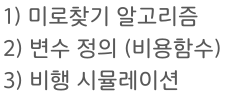 1) 미로찾기 알고리즘
2) 변수 정의 (비용함수)
3) 비행 시뮬레이션